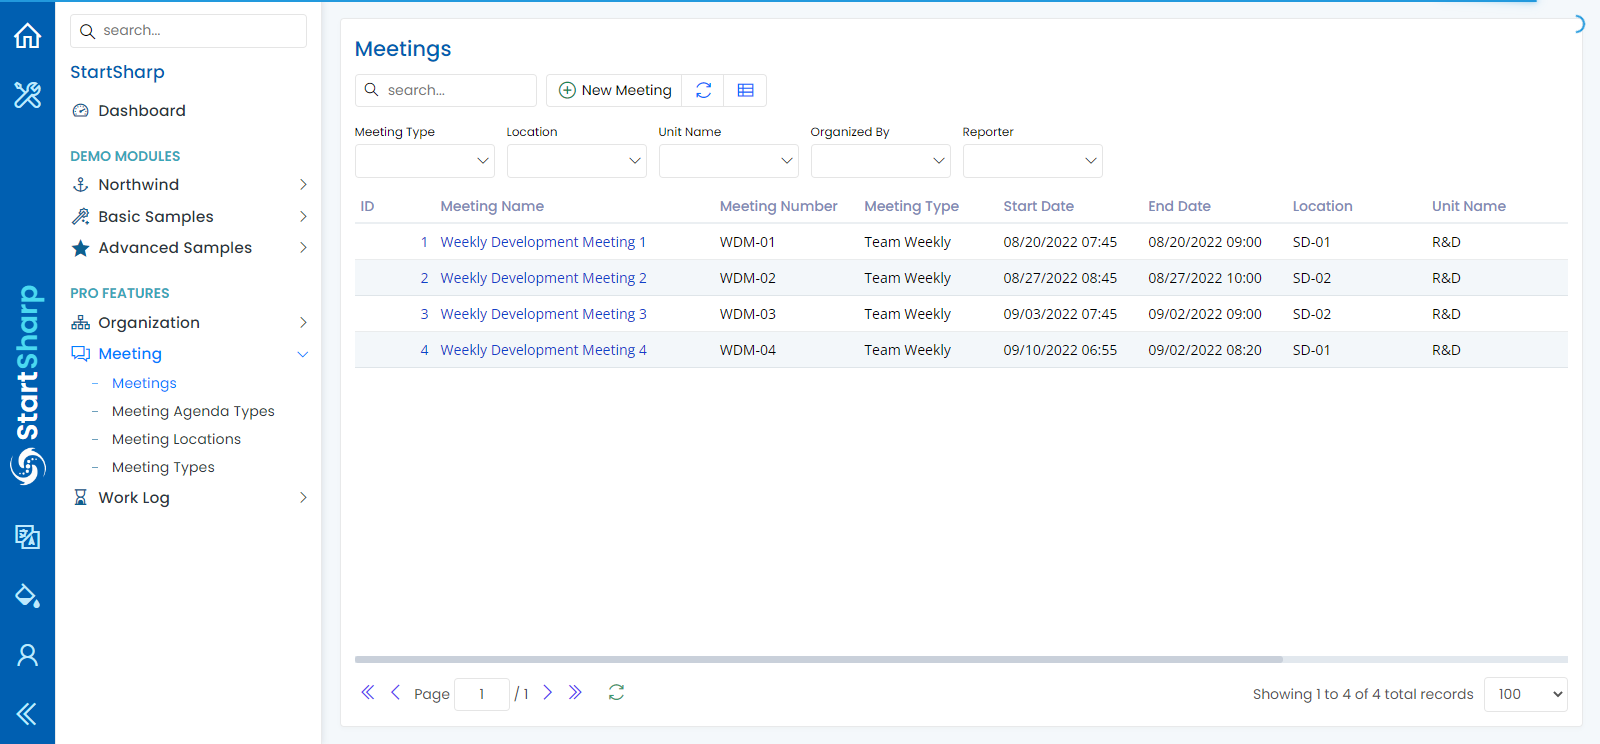 StartSharp
search...
StartSharp
Dashboard
DEMO MODULES
Northwind
Basic Samples
Advanced Samples
PRO FEATURES
Organization
Meeting
- Meetings
- Meeting Agenda Types
- Meeting Locations
- Meeting Types
Work Log
Meetings
search... New Meeting
Meeting Type Location Unit Name Organized By Reporter
ID Meeting Name Meeting Number Meeting Type Start Date End Date Location Unit Name
1 Weekly Development Meeting 1 WDM-01 Team Weekly 08/20/2022 07:45 08/20/2022 09:00 SD-01 R&D
2 Weekly Development Meeting 2 WDM-02 Team Weekly 08/27/2022 08:45 08/27/2022 10:00 SD-02 R&D
3 Weekly Development Meeting 3 WDM-03 Team Weekly 09/03/2022 07:45 09/02/2022 09:00 SD-02 R&D
4 Weekly Development Meeting 4 WDM-04 Team Weekly 09/10/2022 06:55 09/02/2022 08:20 SD-01 R&D
Page 1 / 1 Showing 1 to 4 of 4 total records 100